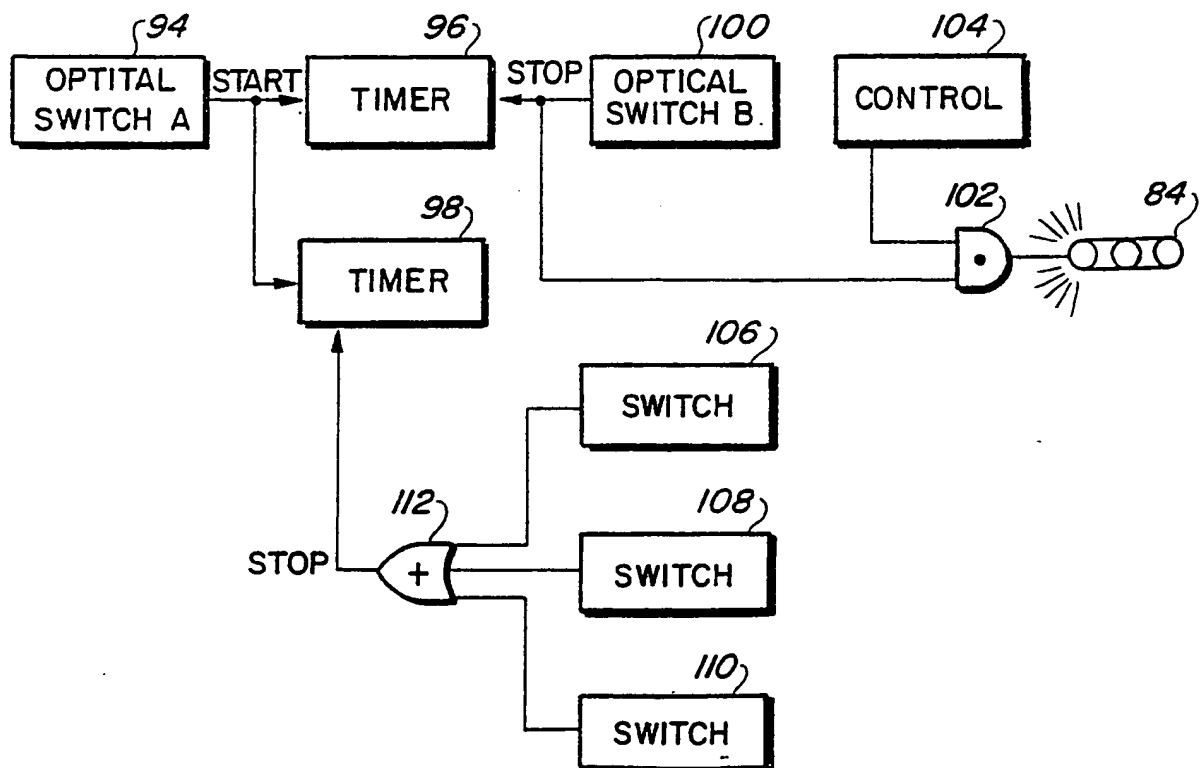 94
96
100
104
OPTITAL
SWITCH A
START
TIMER
STOP
OPTICAL
SWITCH B.
CONTROL
98
TIMER
102
84
106
SWITCH
112
+
108
STOP
SWITCH
110
SWITCH